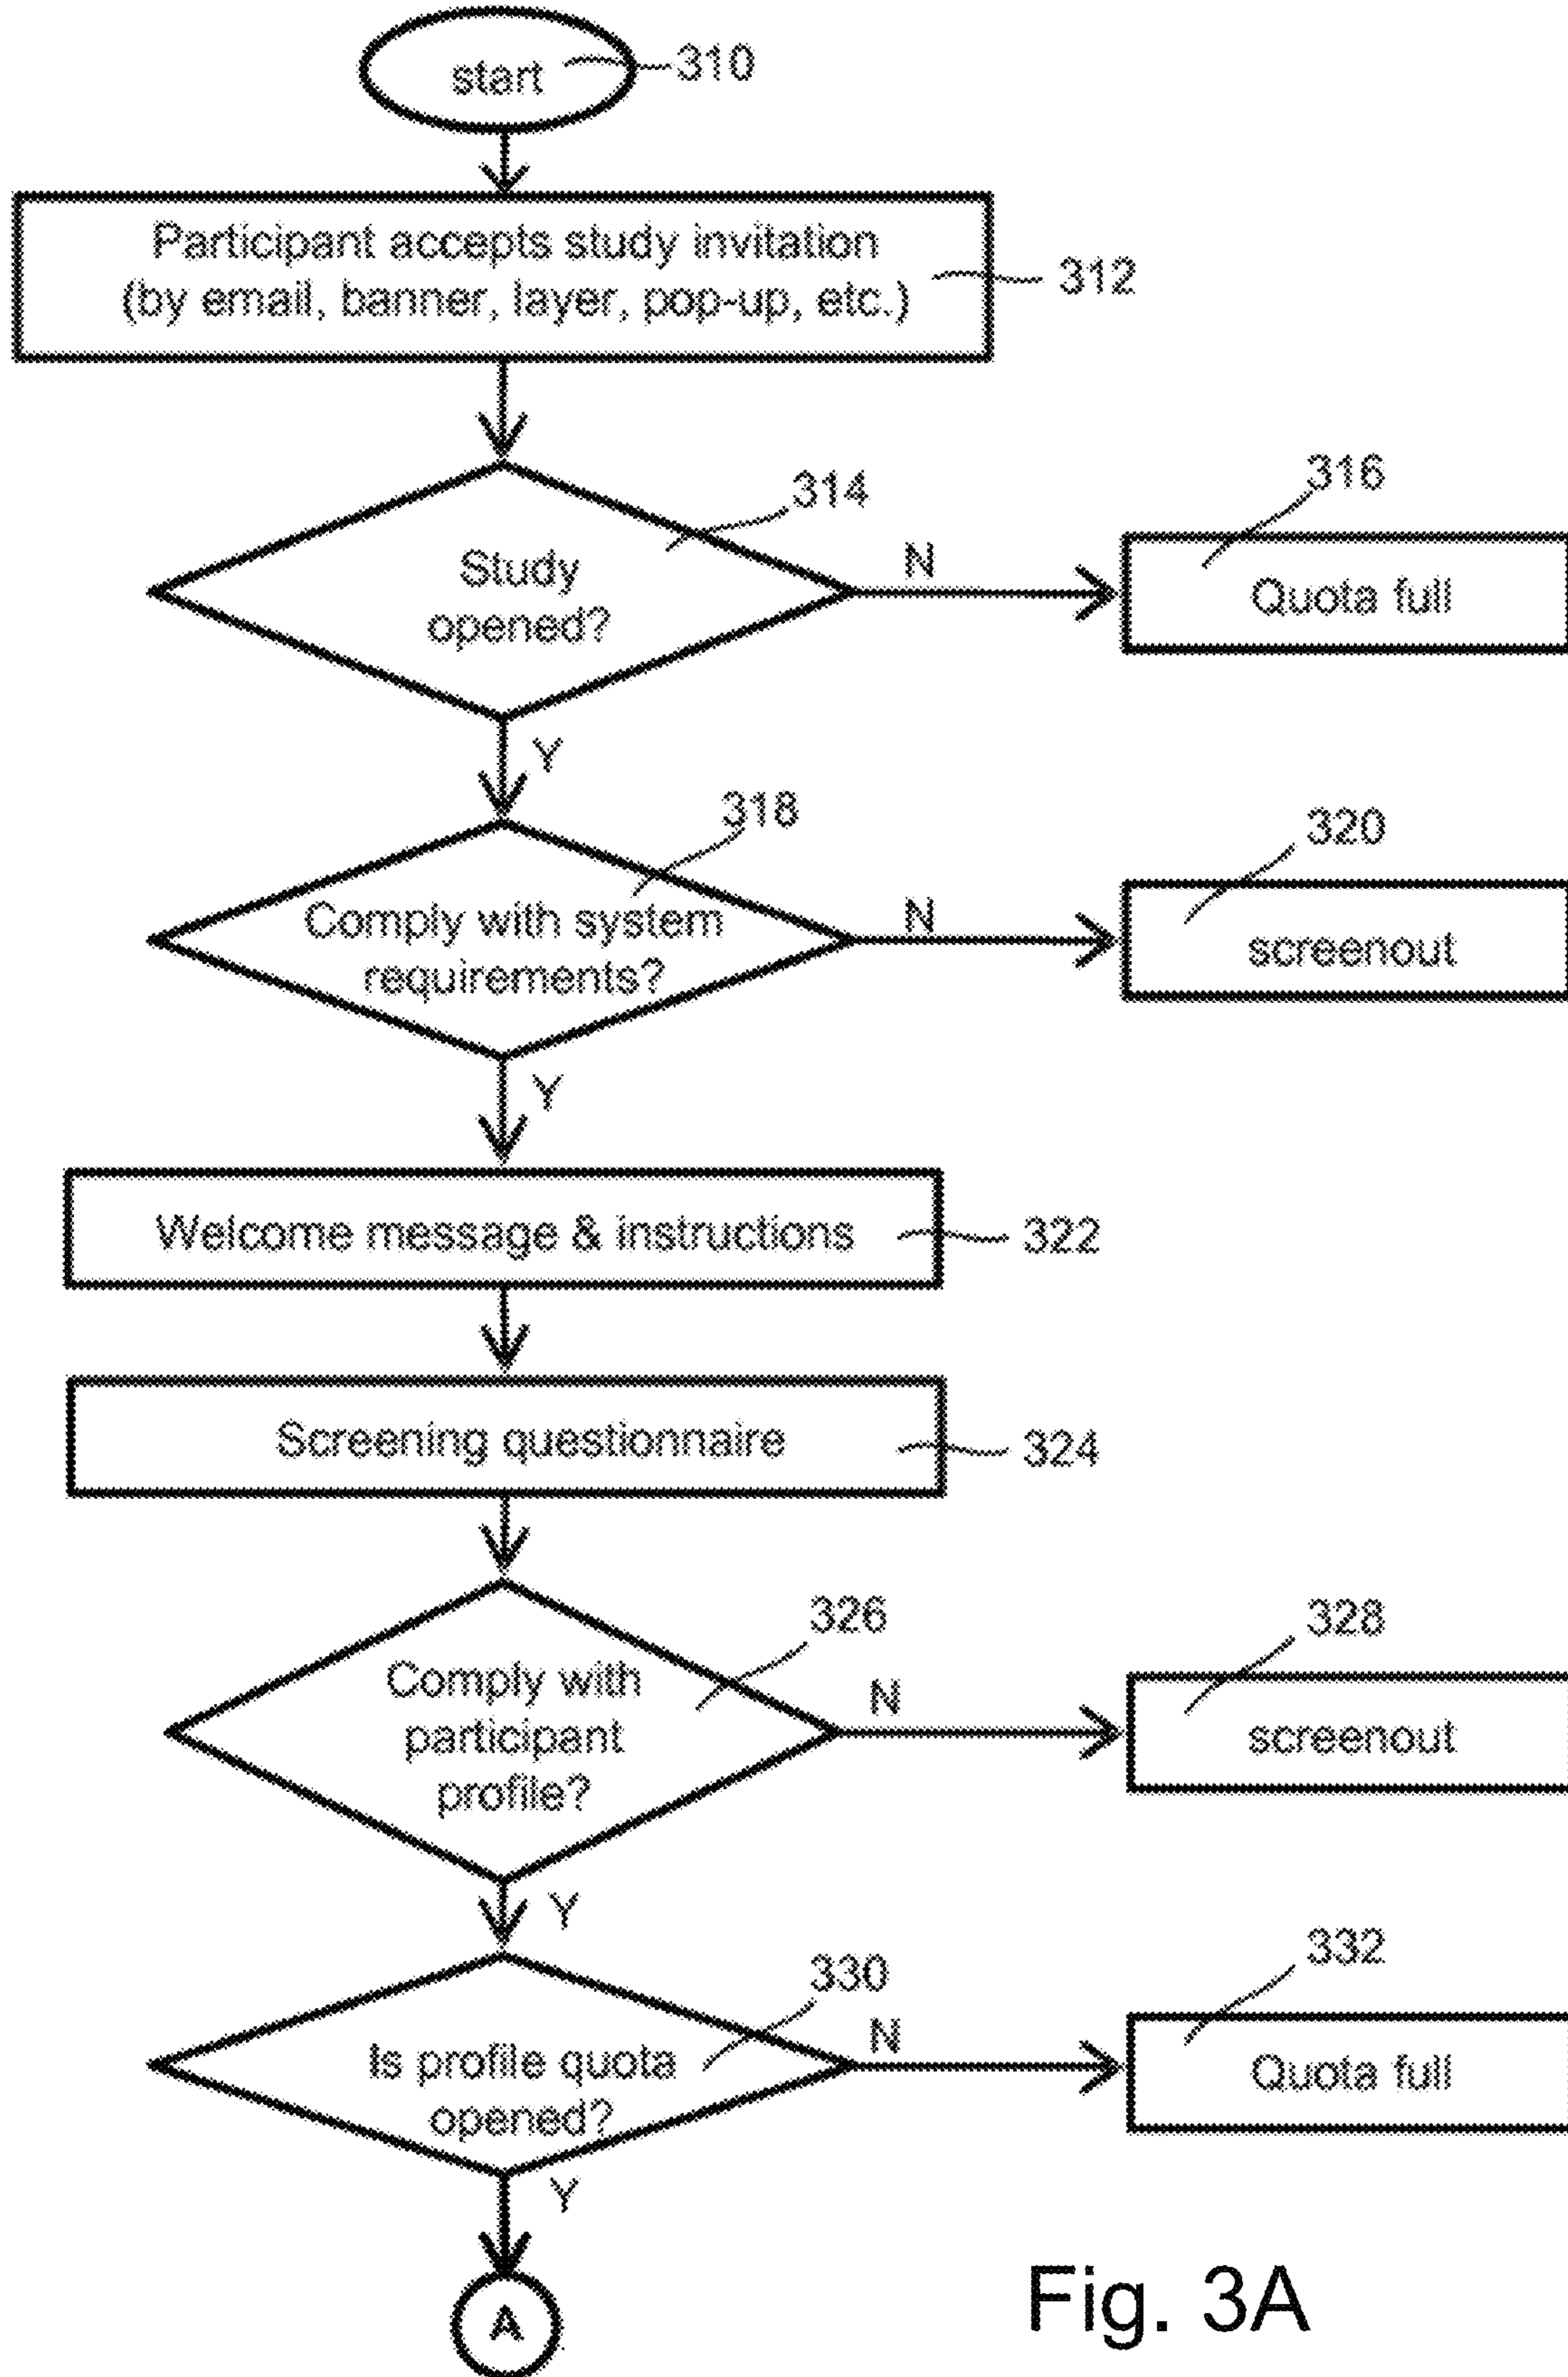 start
310
Participant accepts study invitation
(by email, banner, layer, pop-up, etc.)
312
314
Study
opened?
N
316
Quota full
Y
318
Comply with system
requirements?
N
320
screenout
Y
Welcome message & instructions
322
Screening questionnaire
324
326
Comply with
participant
profile?
N
328
screenout
Y
330
Is profile quota
opened?
N
332
Quota full
Y
A
Fig. 3A